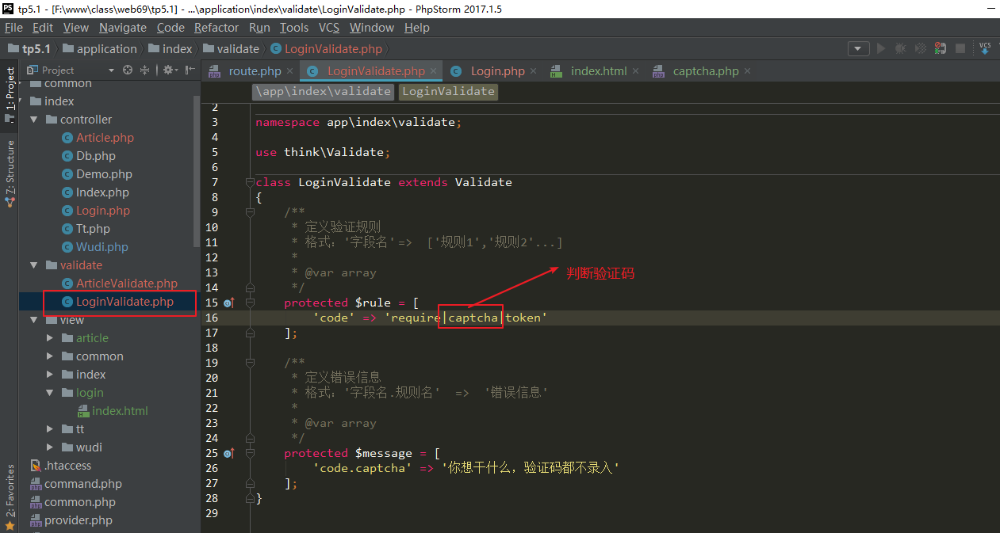 tp5.1 - [F:\www\class\web69\tp5.1] - ...\application\index\validate\LoginValidate.php - PhpStorm 2017.1.5
File Edit View Navigate Code Refactor Run Tools VCS Window Help
tp5.1 application index validate LoginValidate.php
VCS
Project
route.php LoginValidate.php Login.php index.html captcha.php
\app\index\validate LoginValidate
1: Project
7: Structure
2: Favorites
common
index
controller
Article.php
Db.php
Demo.php
Index.php
Login.php
Tt.php
Wudi.php
validate
ArticleValidate.php
LoginValidate.php
view
article
common
index
login
index.html
tt
wudi
.htaccess
command.php
common.php
provider.php
2
3 namespace app\index\validate;
4
5 use think\Validate;
6
7 class LoginValidate extends Validate
8 {
9 /**
10 * 定义验证规则
11 * 格式：'字段名'=> ['规则1','规则2'...]
12 *
13 * @var array
判断验证码
14 */
15 protected $rule = [
16 'code' => 'require|captcha|token'
17 ];
18
19 /**
20 * 定义错误信息
21 * 格式：'字段名.规则名' => '错误信息'
22 *
23 * @var array
24 */
25 protected $message = [
26 'code.captcha' => '你想干什么，验证码都不录入'
27 ];
28 }
29